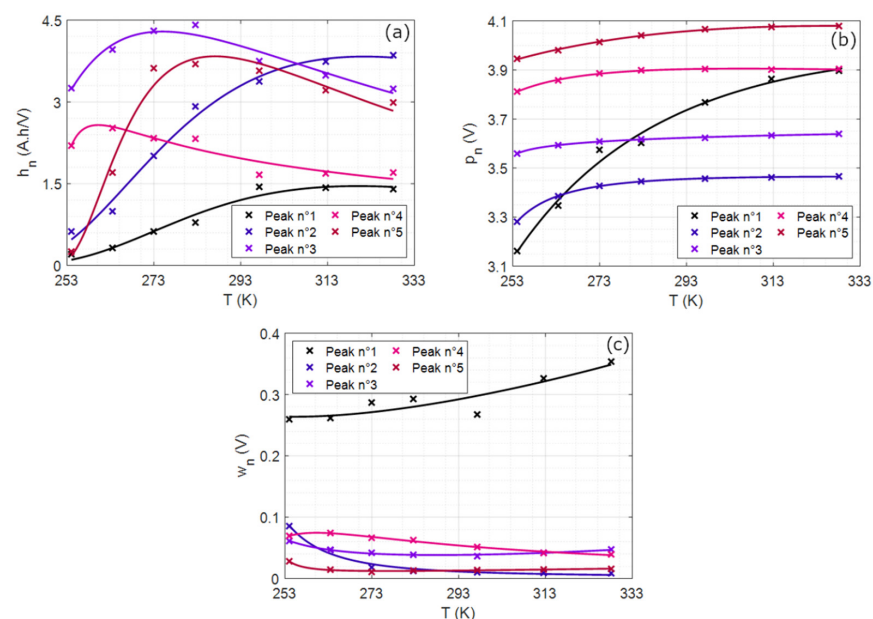 4.5
3
1.5
0
h_n (A.h/V)
(a)
Peak n°1
Peak n°4
Peak n°2
Peak n°5
Peak n°3
253
273
293
313
333
T (K)
4.1
3.9
3.7
3.5
3.3
3.1
p_n (V)
(b)
Peak n°1
Peak n°4
Peak n°2
Peak n°5
Peak n°3
253
273
293
313
333
T (K)
0.4
0.3
0.2
0.1
0
w_n (V)
(c)
Peak n°1
Peak n°4
Peak n°2
Peak n°5
Peak n°3
253
273
293
313
333
T (K)